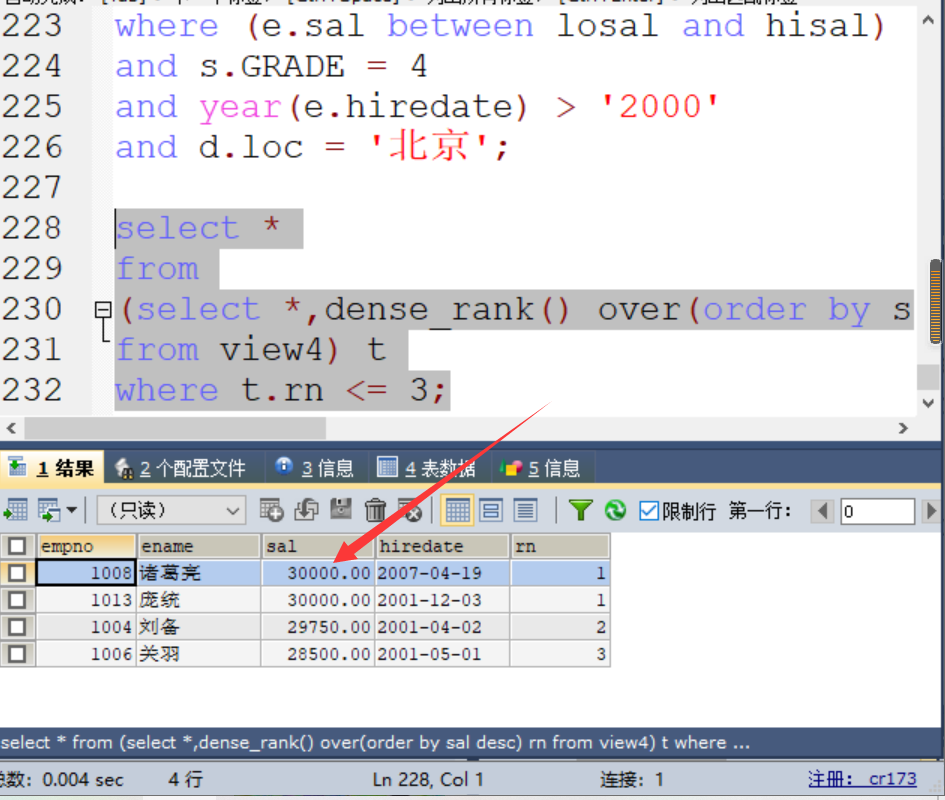 223 where (e.sal between losal and hisal)
224 and s.GRADE = 4
225 and year(e.hiredate) > '2000'
226 and d.loc = '北京';
227
228 select *
229 from
230 (select *,dense_rank() over(order by s
231 from view4) t
232 where t.rn <= 3;
1 结果 2 个配置文件 3 信息 4 表数据 5 信息
（只读） 限制行 第一行: 0
empno ename sal hiredate rn
1008 诸葛亮 30000.00 2007-04-19 1
1013 庞统 30000.00 2001-12-03 1
1004 刘备 29750.00 2001-04-02 2
1006 关羽 28500.00 2001-05-01 3
select * from (select *,dense_rank() over(order by sal desc) rn from view4) t where ...
数: 0.004 sec 4 行 Ln 228, Col 1 连接: 1 注册: cr173